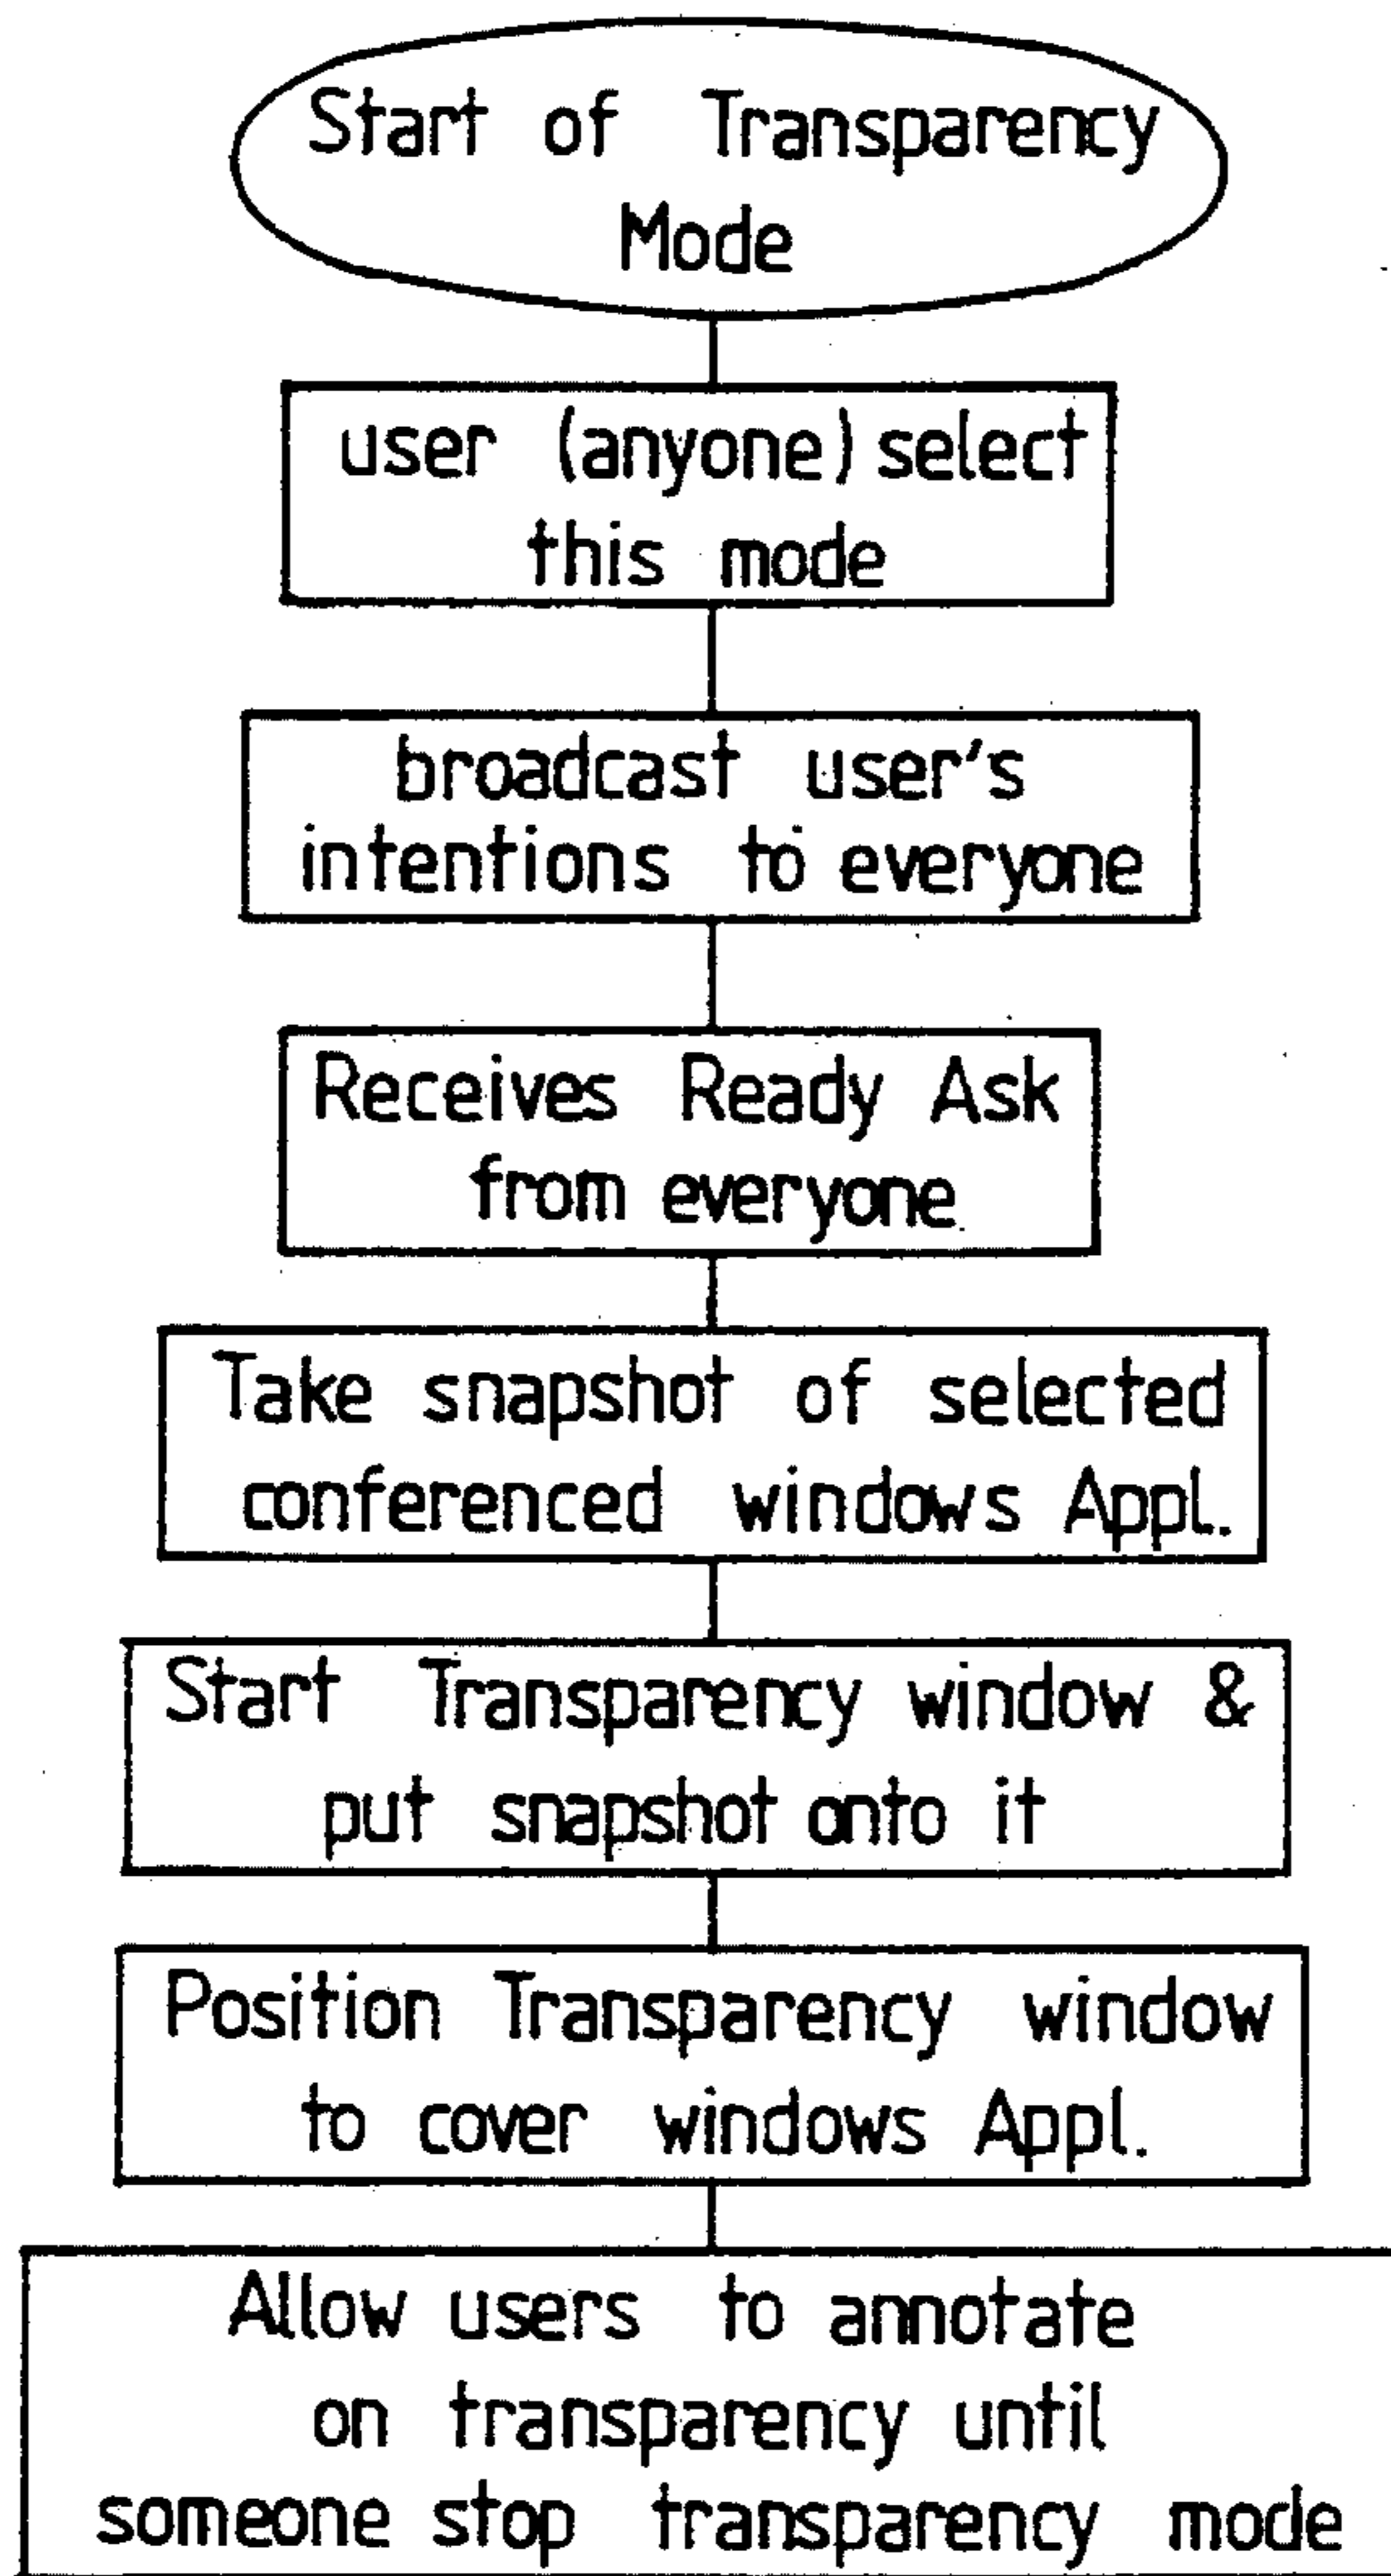 Start of Transparency
Mode
user (anyone) select
this mode
broadcast user's
intentions to everyone
Receives Ready Ask
from everyone
Take snapshot of selected
conferenced windows Appl.
Start Transparency window &
put snapshot onto it
Position Transparency window
to cover windows Appl.
Allow users to annotate
on transparency until
someone stop transparency mode